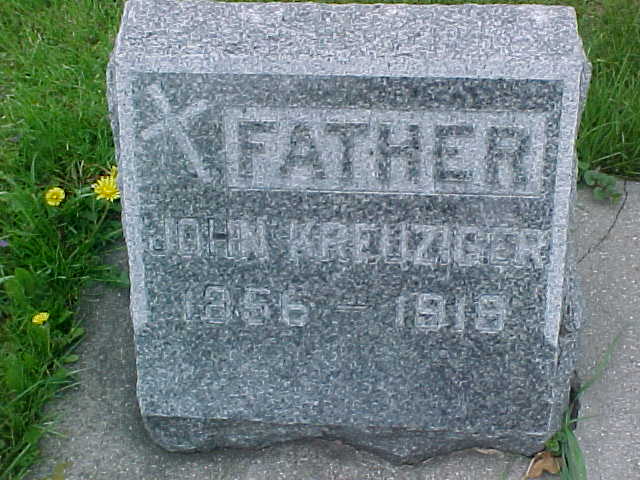 FATHER
JOHN KREUZIGER
1856 - 1919